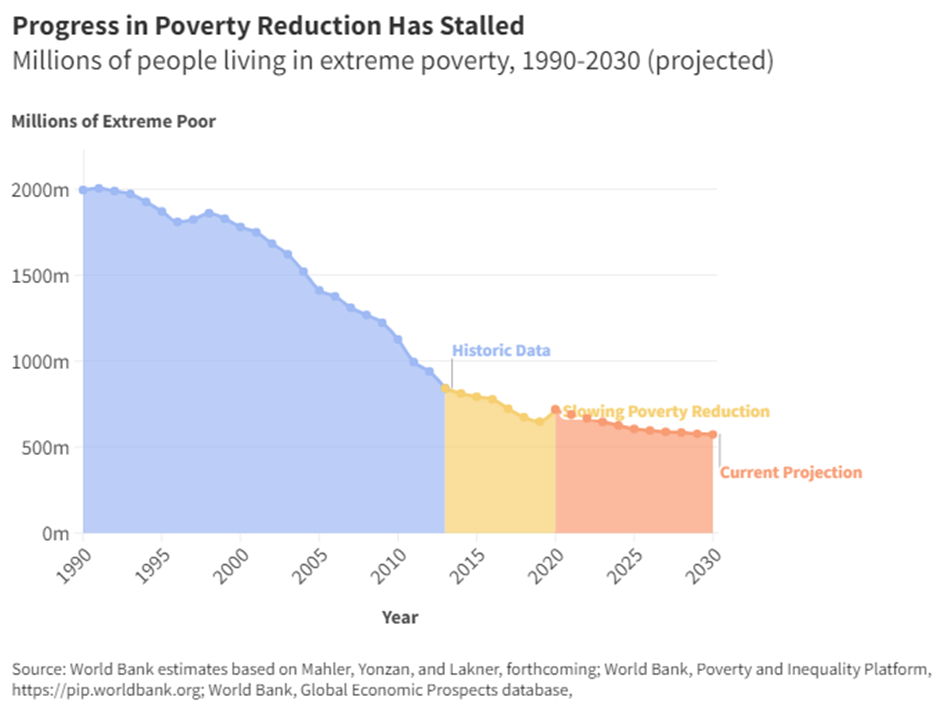 Progress in Poverty Reduction Has Stalled
Millions of people living in extreme poverty, 1990-2030 (projected)
Millions of Extreme Poor
2000m
1500m
1000m
500m
0m
Historic Data
Slowing Poverty Reduction
Current Projection
1990
1995
2000
2005
2010
2015
2020
2025
2030
Year
Source: World Bank estimates based on Mahler, Yonzan, and Lakner, forthcoming; World Bank, Poverty and Inequality Platform,
https://pip.worldbank.org; World Bank, Global Economic Prospects database,